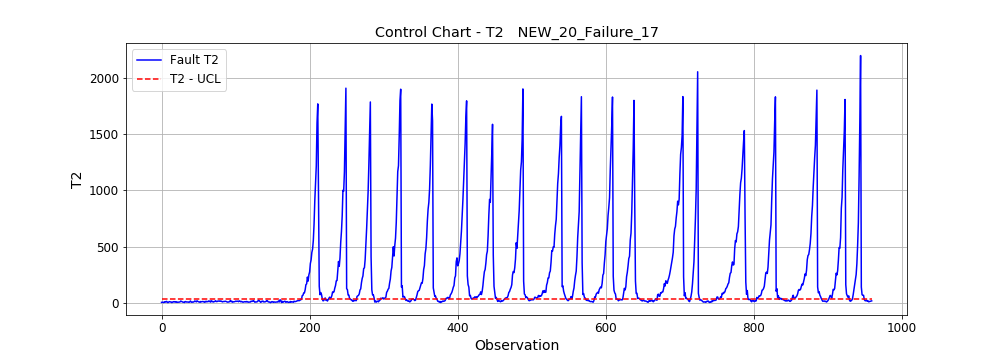 Control Chart - T2   NEW_20_Failure_17
Fault T2
T2 - UCL
T2
2000
1500
1000
500
0
0 200 400 600 800 1000
Observation